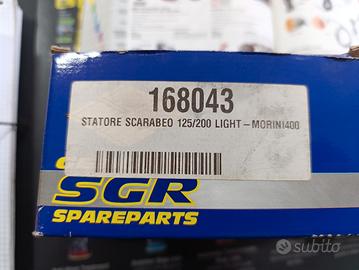 168043
STATORE SCARABEO 125/200 LIGHT-MORINI400
SGR
SPAREPARTS
subito